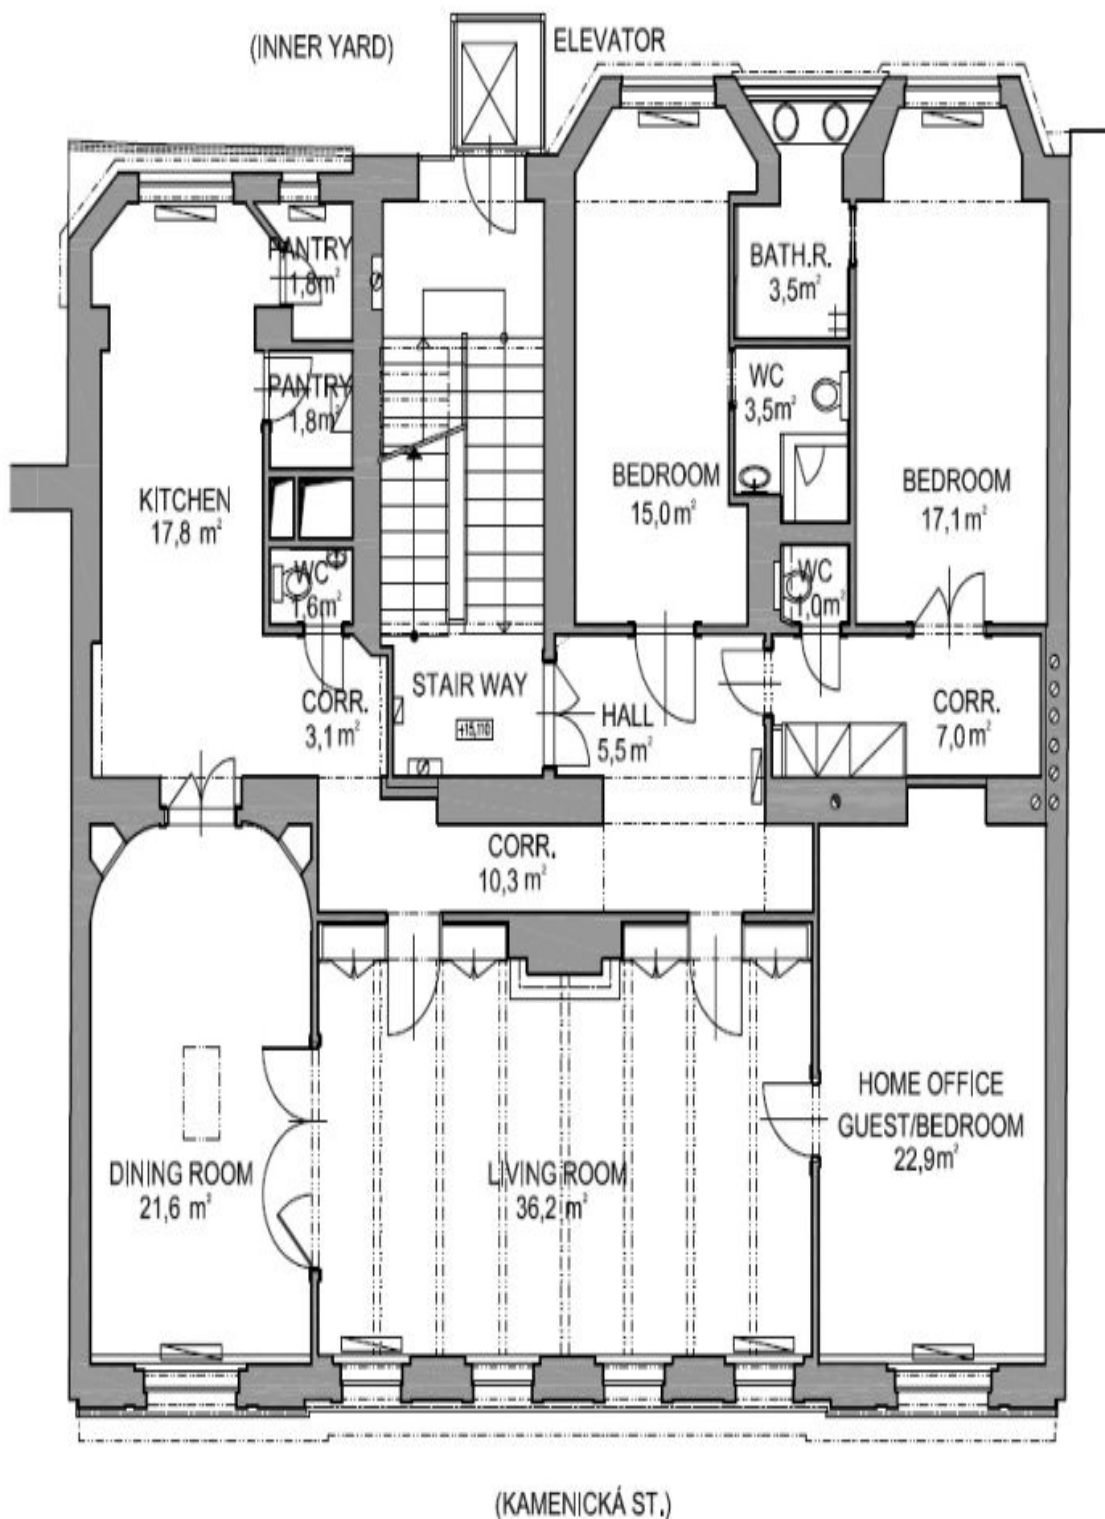 (INNER YARD)
ELEVATOR
PANTRY
1,8m²
BATH.R.
3,5m²
PANTRY
1,8m²
WC
3,5m²
KITCHEN
17,8 m²
BEDROOM
15,0m²
BEDROOM
17,1m²
WC
1,6m²
WC
1,0m²
STAIR WAY
+15,110
CORR.
3,1m²
HALL
5,5m²
CORR.
7,0m²
CORR.
10,3 m²
HOME OFFICE
GUEST/BEDROOM
22,9m²
DINING ROOM
21,6 m²
LIVING ROOM
36,2 m²
(KAMENICKÁ ST.)